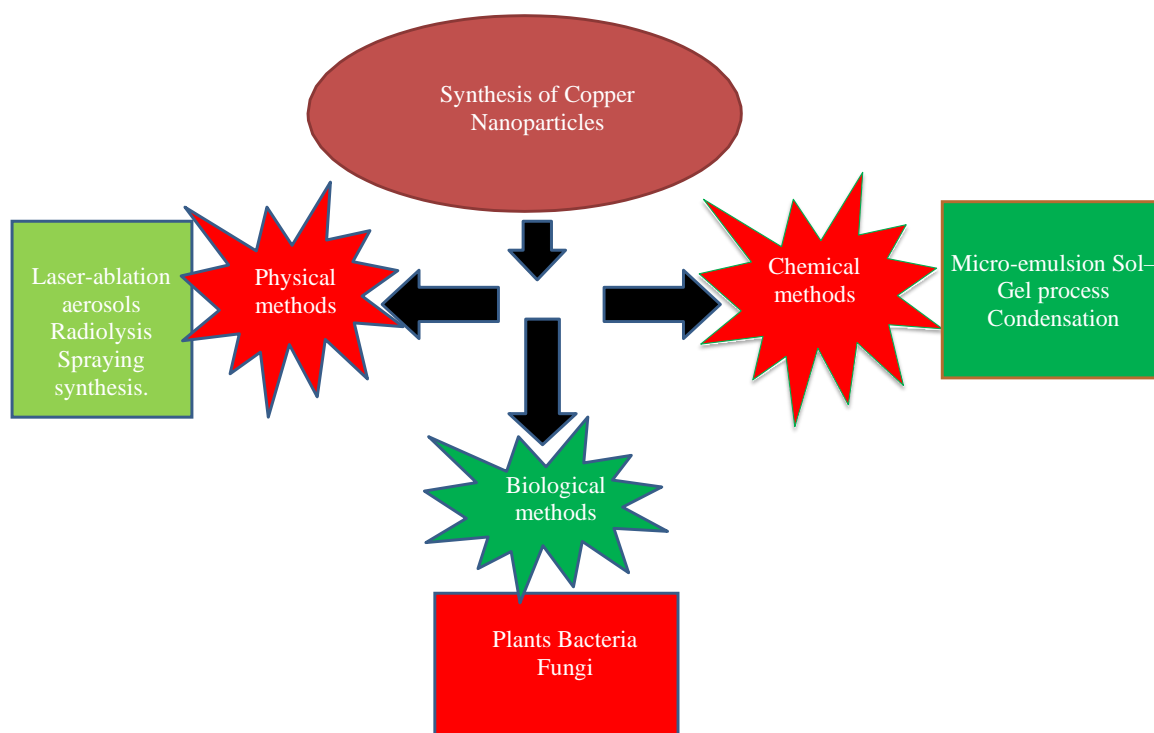 Synthesis of Copper
Nanoparticles
Physical
methods
Laser-ablation
aerosols
Radiolysis
Spraying
synthesis.
Chemical
methods
Micro-emulsion Sol–
Gel process
Condensation
Biological
methods
Plants Bacteria
Fungi